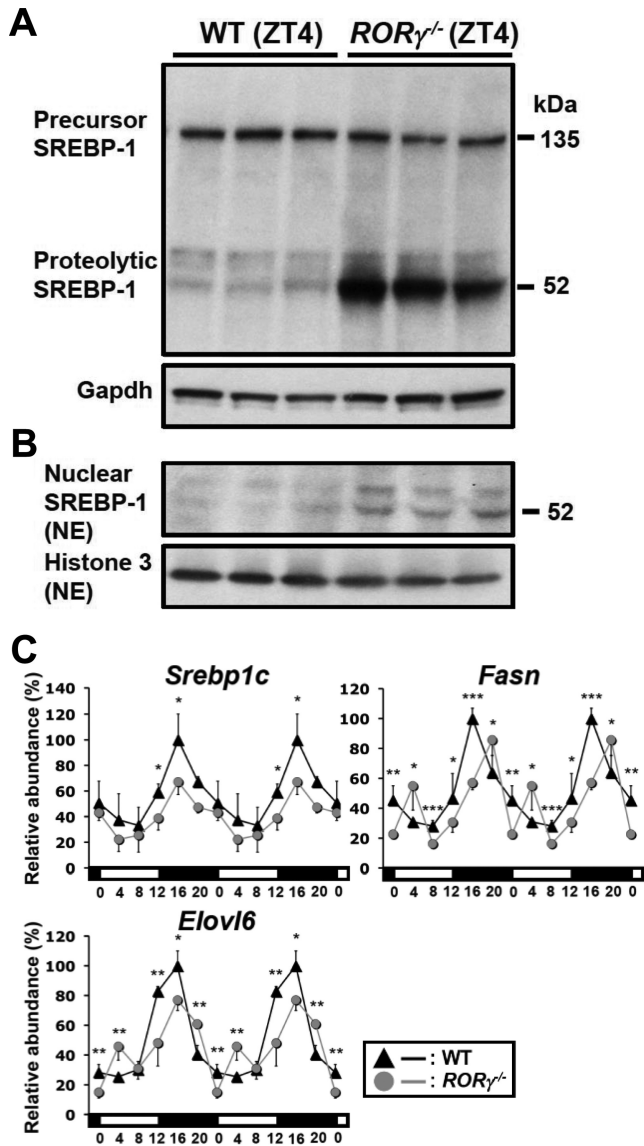 A
WT (ZT4) RORγ-/- (ZT4)
kDa
Precursor
SREBP-1
135
Proteolytic
SREBP-1
52
Gapdh
B
Nuclear
SREBP-1
(NE)
52
Histone 3
(NE)
C
Srebp1c
Relative abundance (%)
140
120
100
80
60
40
20
0
* * * *
0 4 8 12 16 20 0 4 8 12 16 20 0
Fasn
120
100
80
60
40
20
0
** * *** * *** * ** * *** * *** * **
0 4 8 12 16 20 0 4 8 12 16 20 0
Elovl6
Relative abundance (%)
120
100
80
60
40
20
0
** ** ** * ** ** ** ** * ** **
0 4 8 12 16 20 0 4 8 12 16 20 0
: WT
: RORγ-/-